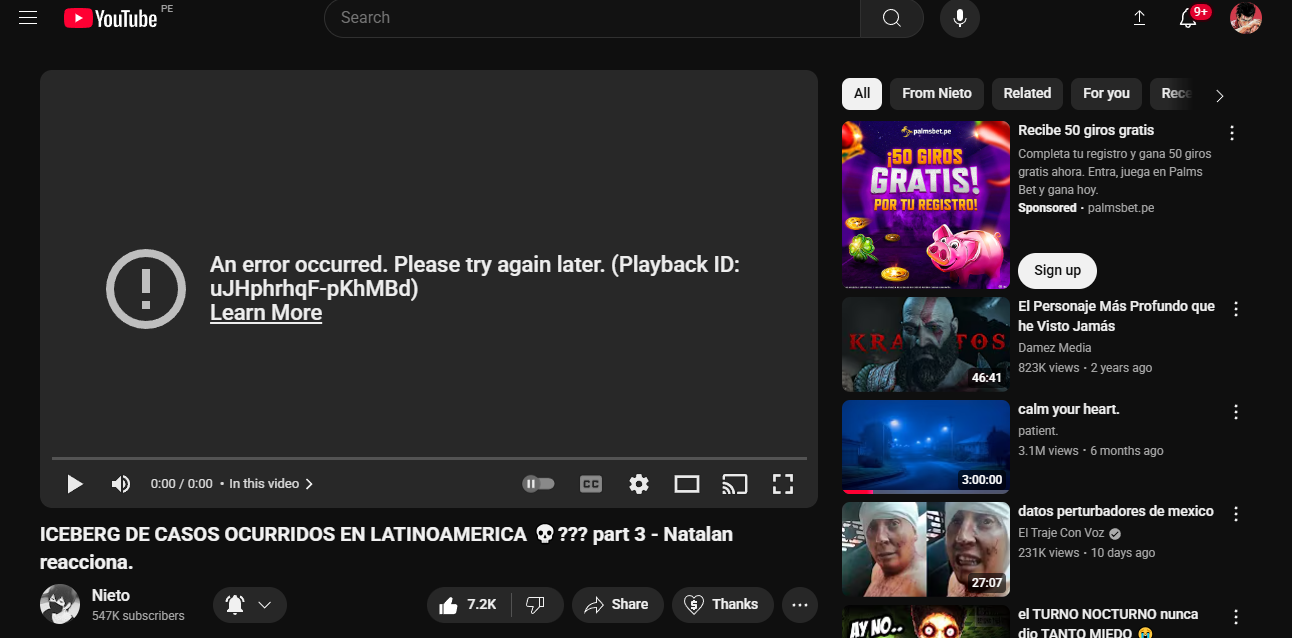 YouTube PE
Search
9+
An error occurred. Please try again later. (Playback ID:
uJHphrhqF-pKhMBd)
Learn More
0:00 / 0:00 • In this video
CC
ICEBERG DE CASOS OCURRIDOS EN LATINOAMERICA 💀??? part 3 - Natalan
reacciona.
Nieto
547K subscribers
7.2K
Share
Thanks
All
From Nieto
Related
For you
Rece
palmsbet.pe
¡50 GIROS
GRATIS!
POR TU REGISTRO!
Recibe 50 giros gratis
Completa tu registro y gana 50 giros
gratis ahora. Entra, juega en Palms
Bet y gana hoy.
Sponsored · palmsbet.pe
Sign up
KRATOS
46:41
El Personaje Más Profundo que
he Visto Jamás
Damez Media
823K views • 2 years ago
3:00:00
calm your heart.
patient.
3.1M views • 6 months ago
27:07
datos perturbadores de mexico
El Traje Con Voz
231K views • 10 days ago
AY NO..
el TURNO NOCTURNO nunca
dio TANTO MIEDO 😭